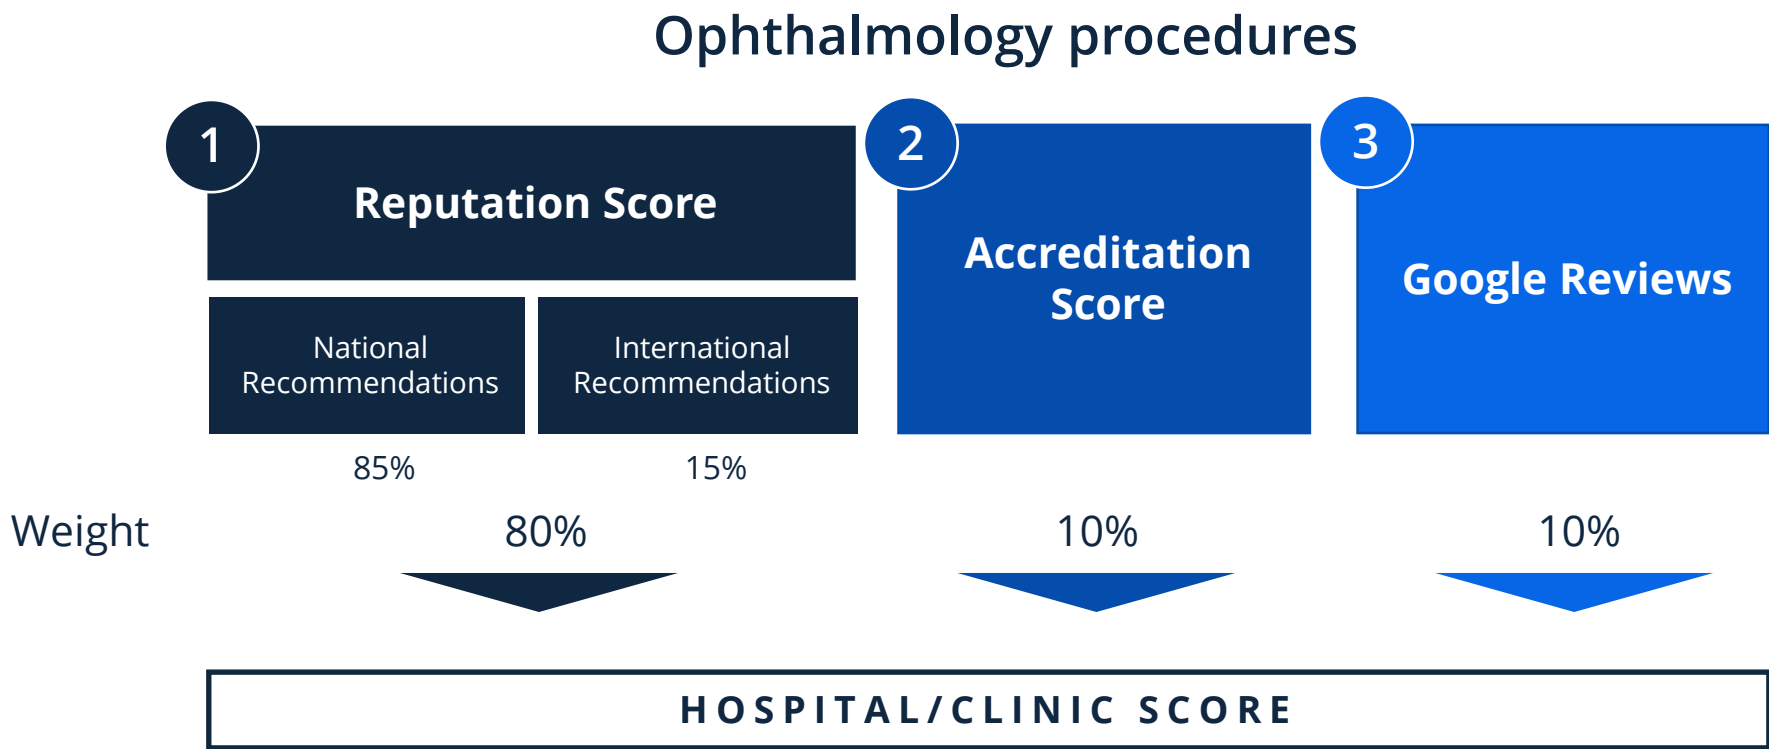 Ophthalmology procedures
1
Reputation Score
National
Recommendations
International
Recommendations
85%
15%
2
Accreditation
Score
3
Google Reviews
Weight
80%
10%
10%
HOSPITAL/CLINIC SCORE